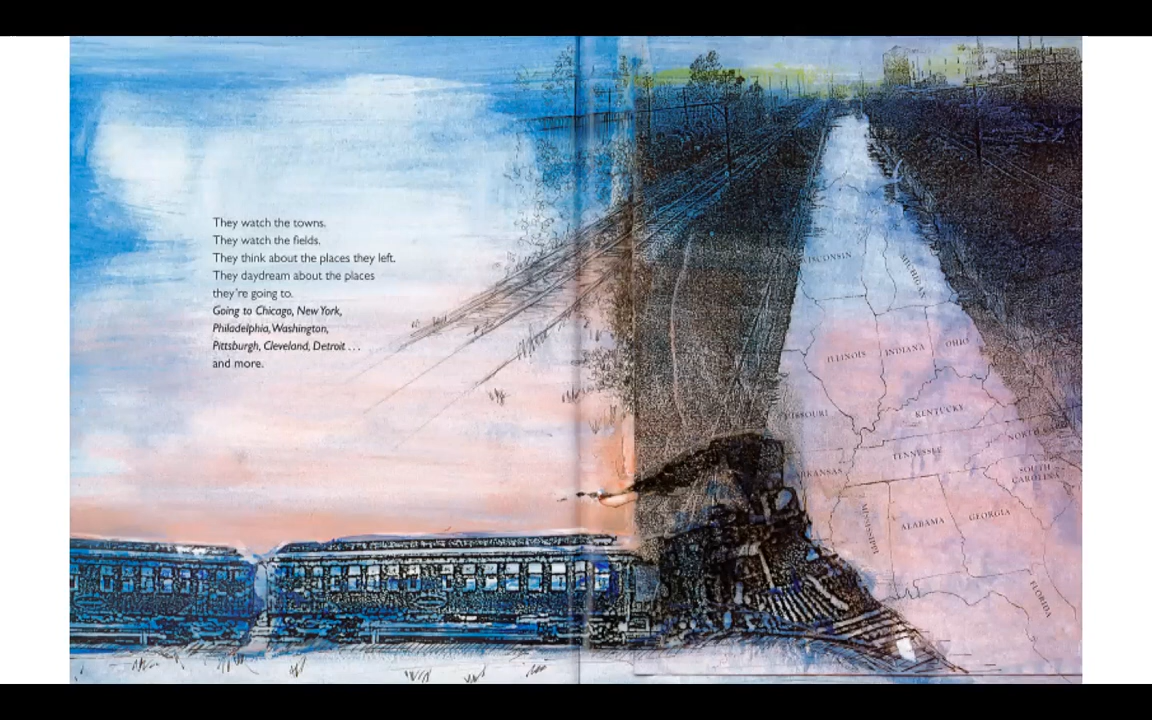 They watch the towns.
They watch the fields.
They think about the places they left.
They daydream about the places
they're going to.
Going to Chicago, New York,
Philadelphia, Washington,
Pittsburgh, Cleveland, Detroit . . .
and more.
WISCONSIN
MICHIGAN
ILLINOIS
INDIANA
OHIO
MISSOURI
KENTUCKY
TENNESSEE
NORTH
ARKANSAS
SOUTH
CAROLINA
MISSISSIPPI
ALABAMA
GEORGIA
FLORIDA